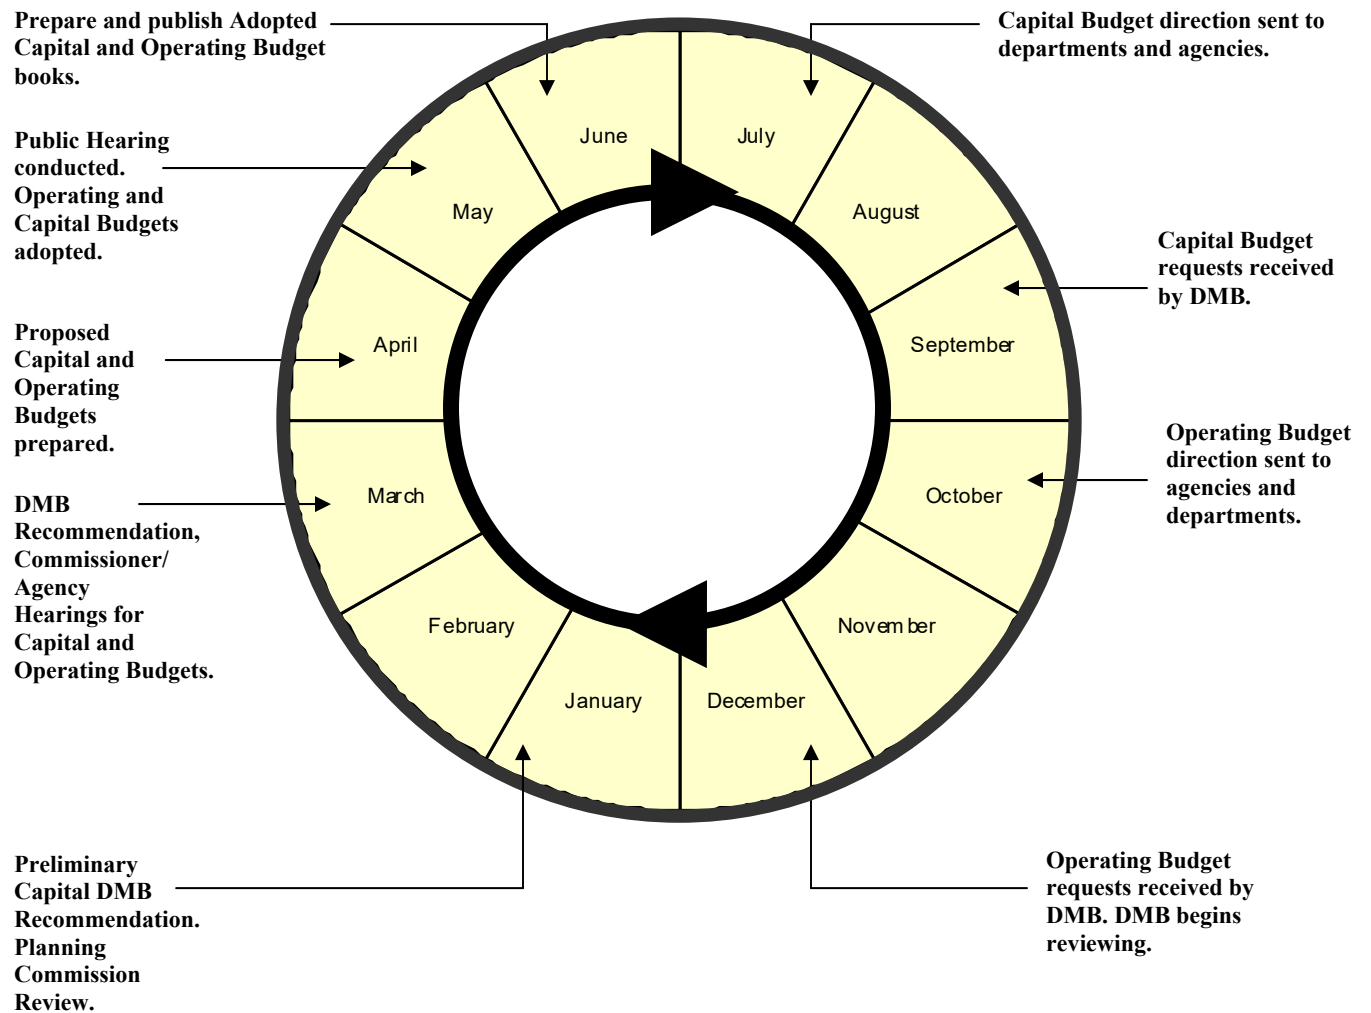 Prepare and publish Adopted
Capital and Operating Budget
books.
Capital Budget direction sent to
departments and agencies.
June
July
Public Hearing
conducted.
Operating and
Capital Budgets
adopted.
May
August
Capital Budget
requests received
by DMB.
Proposed
Capital and
Operating
Budgets
prepared.
April
September
Operating Budget
direction sent to
agencies and
departments.
DMB
Recommendation,
Commissioner/
Agency
Hearings for
Capital and
Operating Budgets.
March
October
February
November
January
December
Preliminary
Capital DMB
Recommendation.
Planning
Commission
Review.
Operating Budget
requests received by
DMB. DMB begins
reviewing.